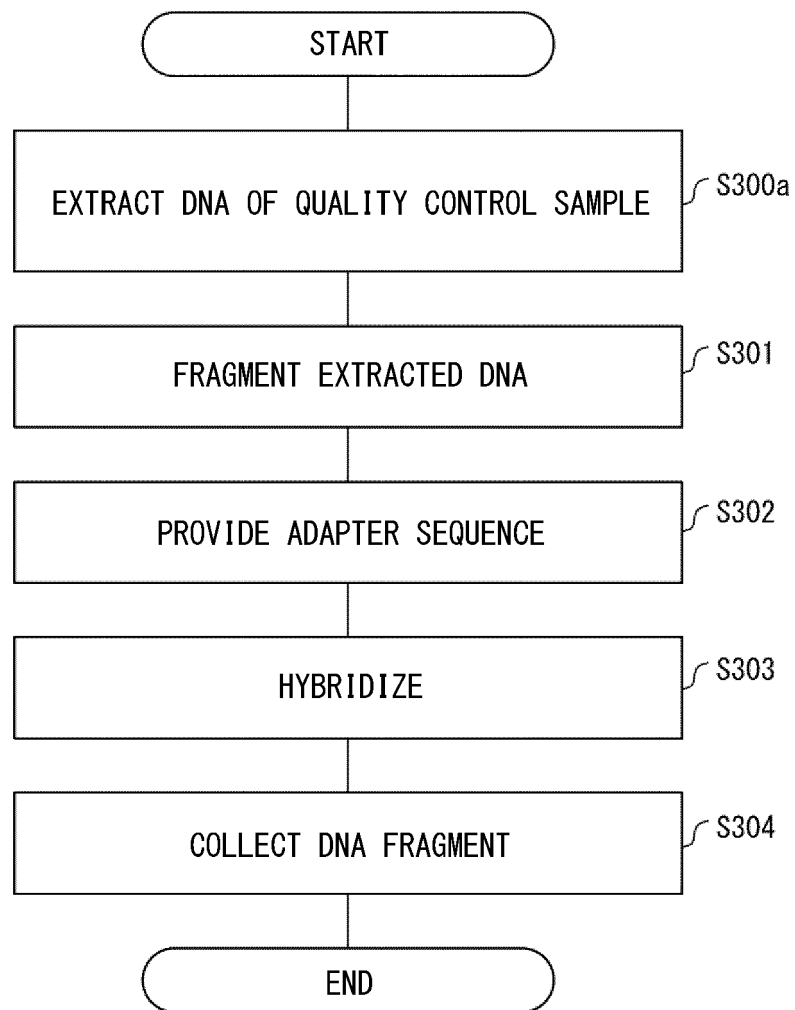 START
EXTRACT DNA OF QUALITY CONTROL SAMPLE
S300a
FRAGMENT EXTRACTED DNA
S301
PROVIDE ADAPTER SEQUENCE
S302
HYBRIDIZE
S303
COLLECT DNA FRAGMENT
S304
END